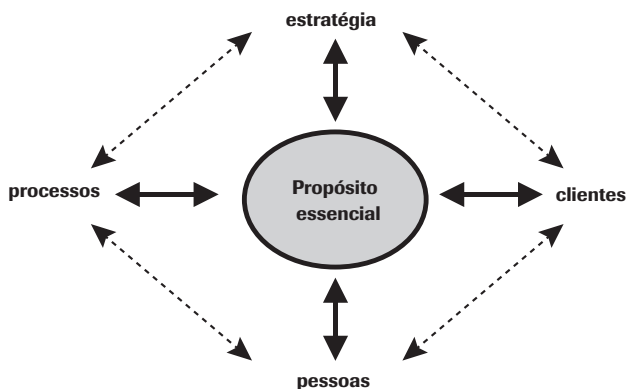 estratégia
processos
Propósito
essencial
clientes
pessoas